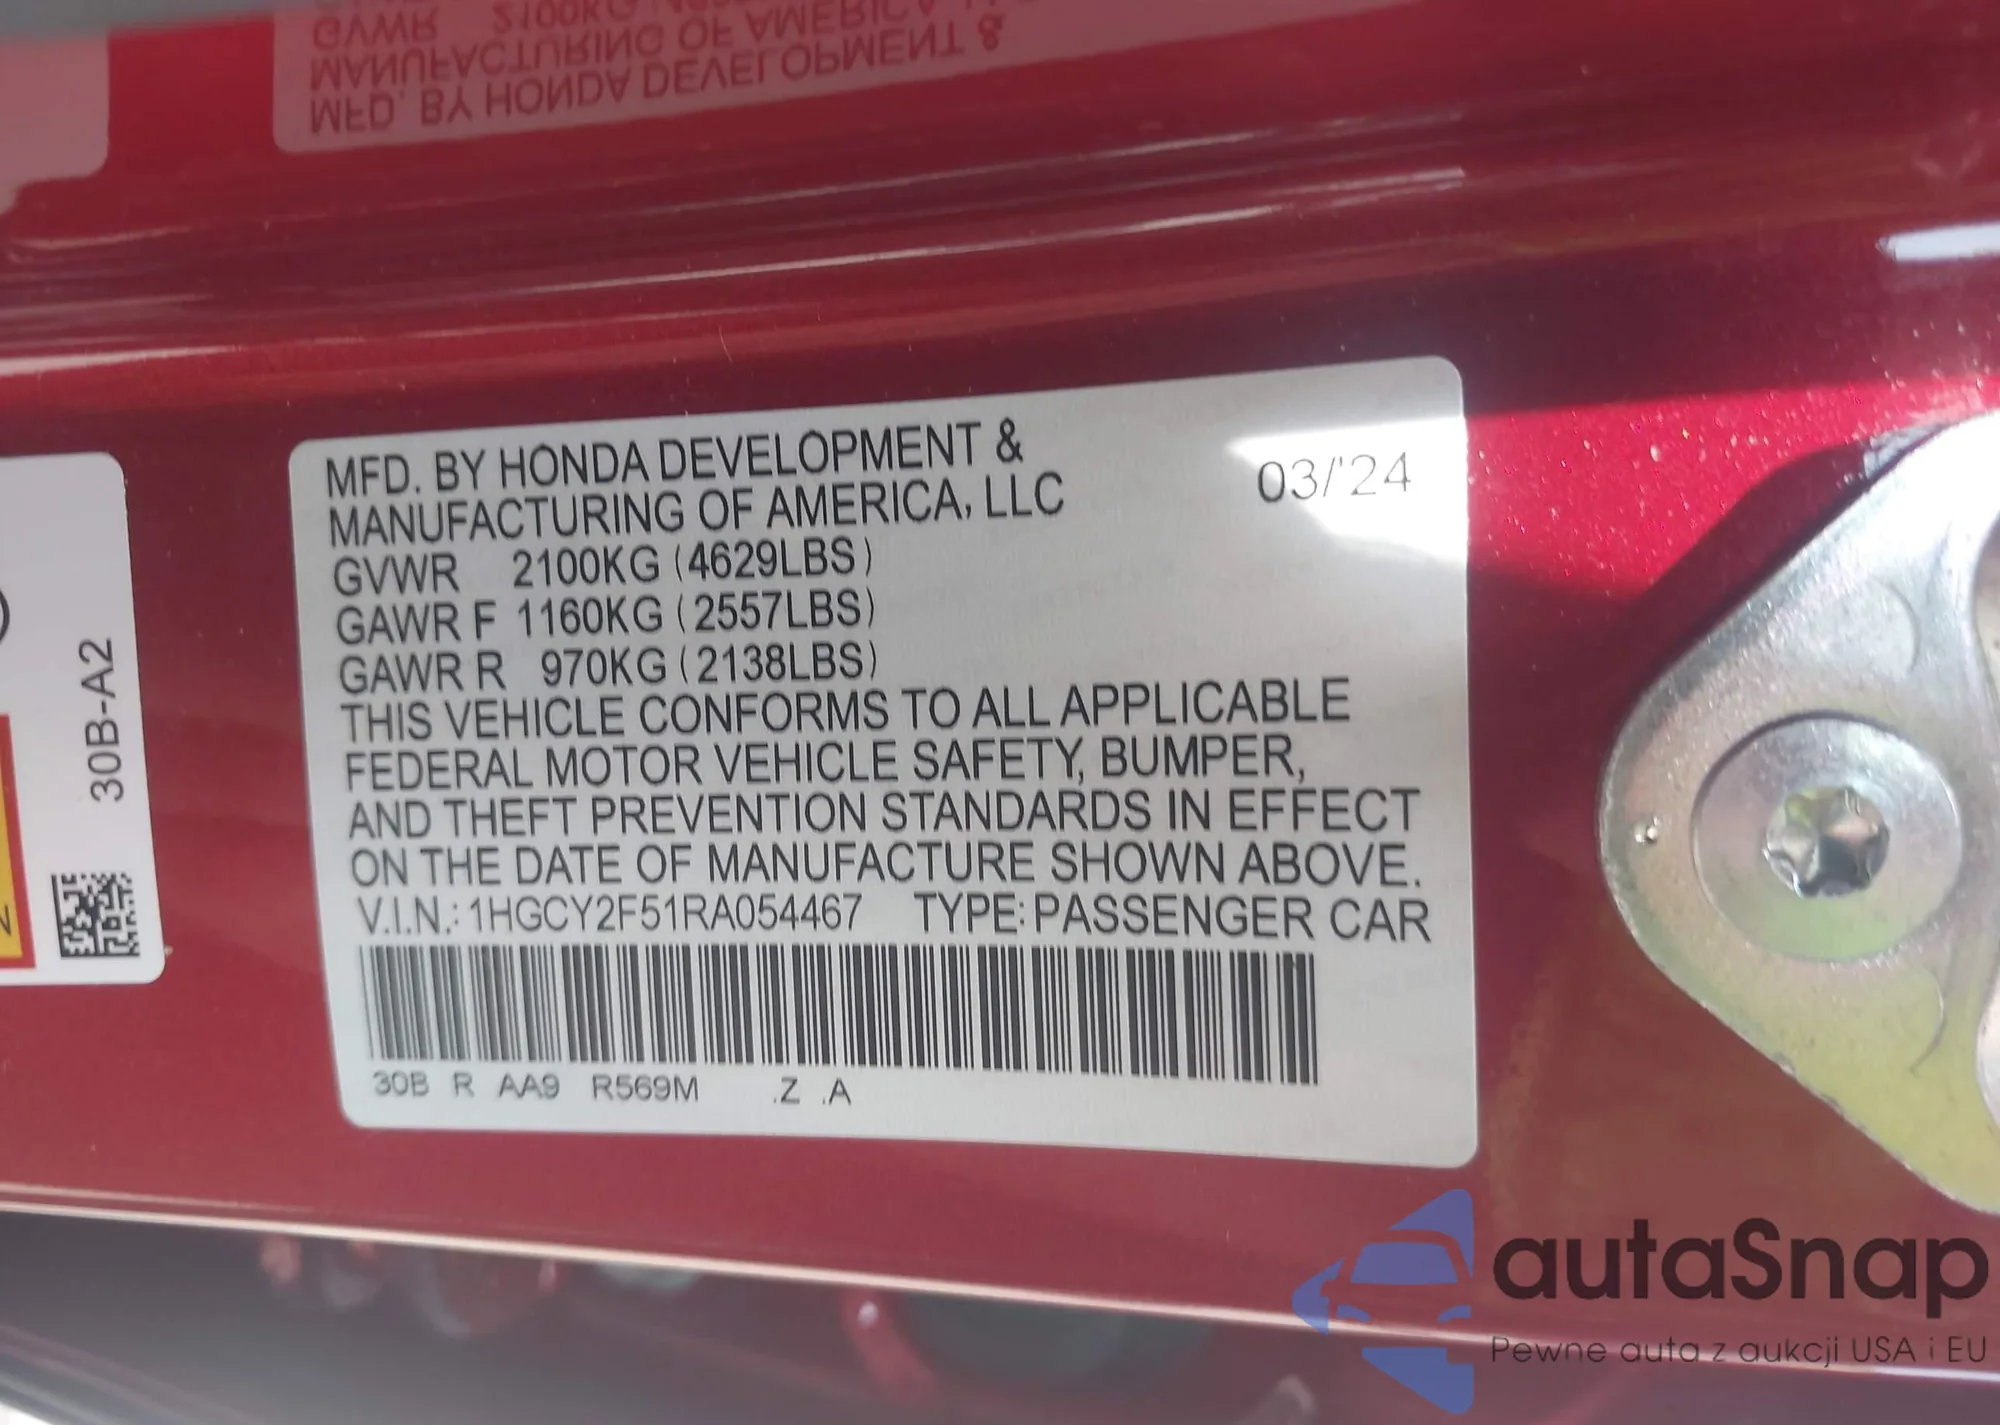 GVWR 2100KG
MANUFACTURING OF AMERICA, LLC
MFD. BY HONDA DEVELOPMENT &
MFD. BY HONDA DEVELOPMENT &
MANUFACTURING OF AMERICA, LLC
03/'24
GVWR 2100KG (4629LBS)
GAWR F 1160KG (2557LBS)
GAWR R 970KG (2138LBS)
THIS VEHICLE CONFORMS TO ALL APPLICABLE
FEDERAL MOTOR VEHICLE SAFETY, BUMPER,
AND THEFT PREVENTION STANDARDS IN EFFECT
ON THE DATE OF MANUFACTURE SHOWN ABOVE.
V.I.N.: 1HGCY2F51RA054467 TYPE: PASSENGER CAR
30B R AA9 R569M .Z .A
30B-A2
autaSnap
Pewne auta z aukcji USA i EU